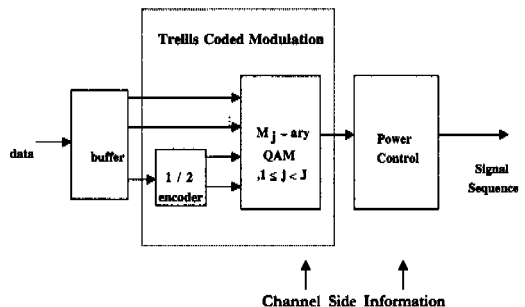 Trellis Coded Modulation
data
buffer
1 / 2
encoder
M j - ary
QAM
,1 ≤ j < J
Power
Control
Signal
Sequence
Channel Side Information